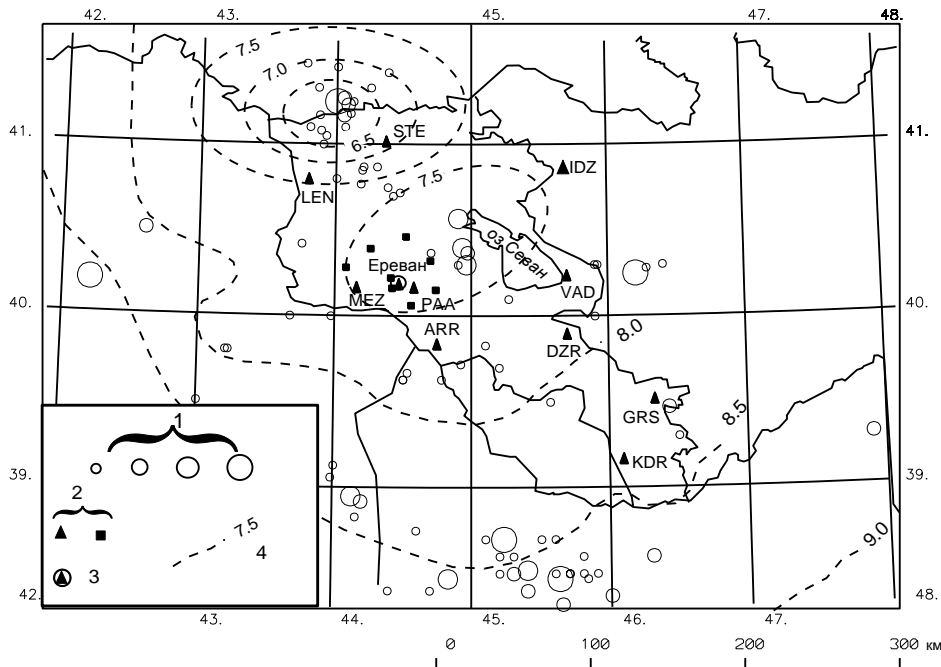 42. 43. 45. 47. 48.
7.5
7.0
41. 6.5 STE 41.
7.5 IDZ
LEN
оз.Севан
Ереван
MEZ PAA VAD
40. 40.
ARR 8.0
DZR
GRS 8.5
1
KDR
39. 39.
2
7.5
4 9.0
3
42. 48.
43. 44. 45. 46. 47.
0 100 200 300 км